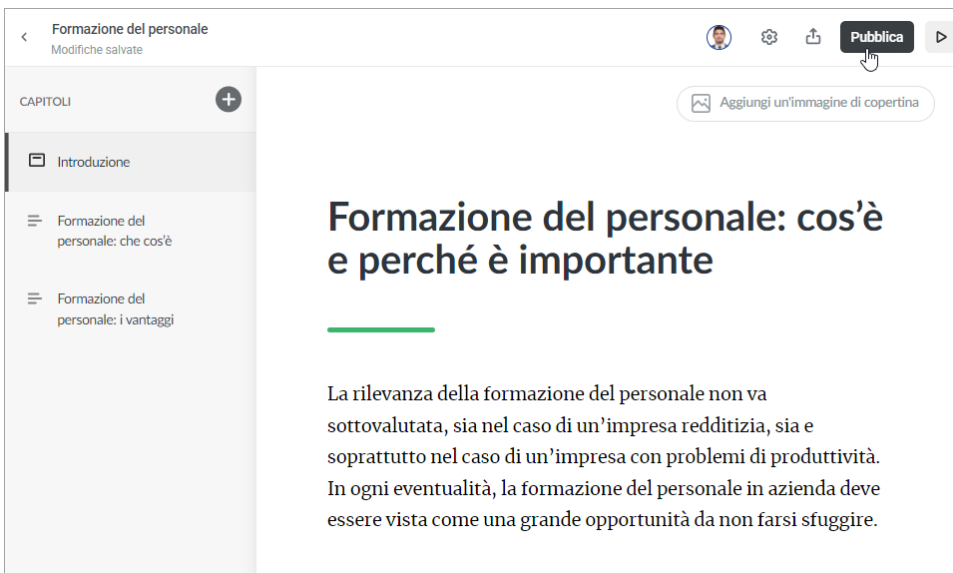 Formazione del personale
Modifiche salvate
Pubblica
CAPITOLI
Aggiungi un'immagine di copertina
Introduzione
Formazione del
personale: che cos'è
Formazione del
personale: i vantaggi
Formazione del personale: cos’è
e perché è importante
La rilevanza della formazione del personale non va
sottovalutata, sia nel caso di un’impresa redditizia, sia e
soprattutto nel caso di un’impresa con problemi di produttività.
In ogni eventualità, la formazione del personale in azienda deve
essere vista come una grande opportunità da non farsi sfuggire.